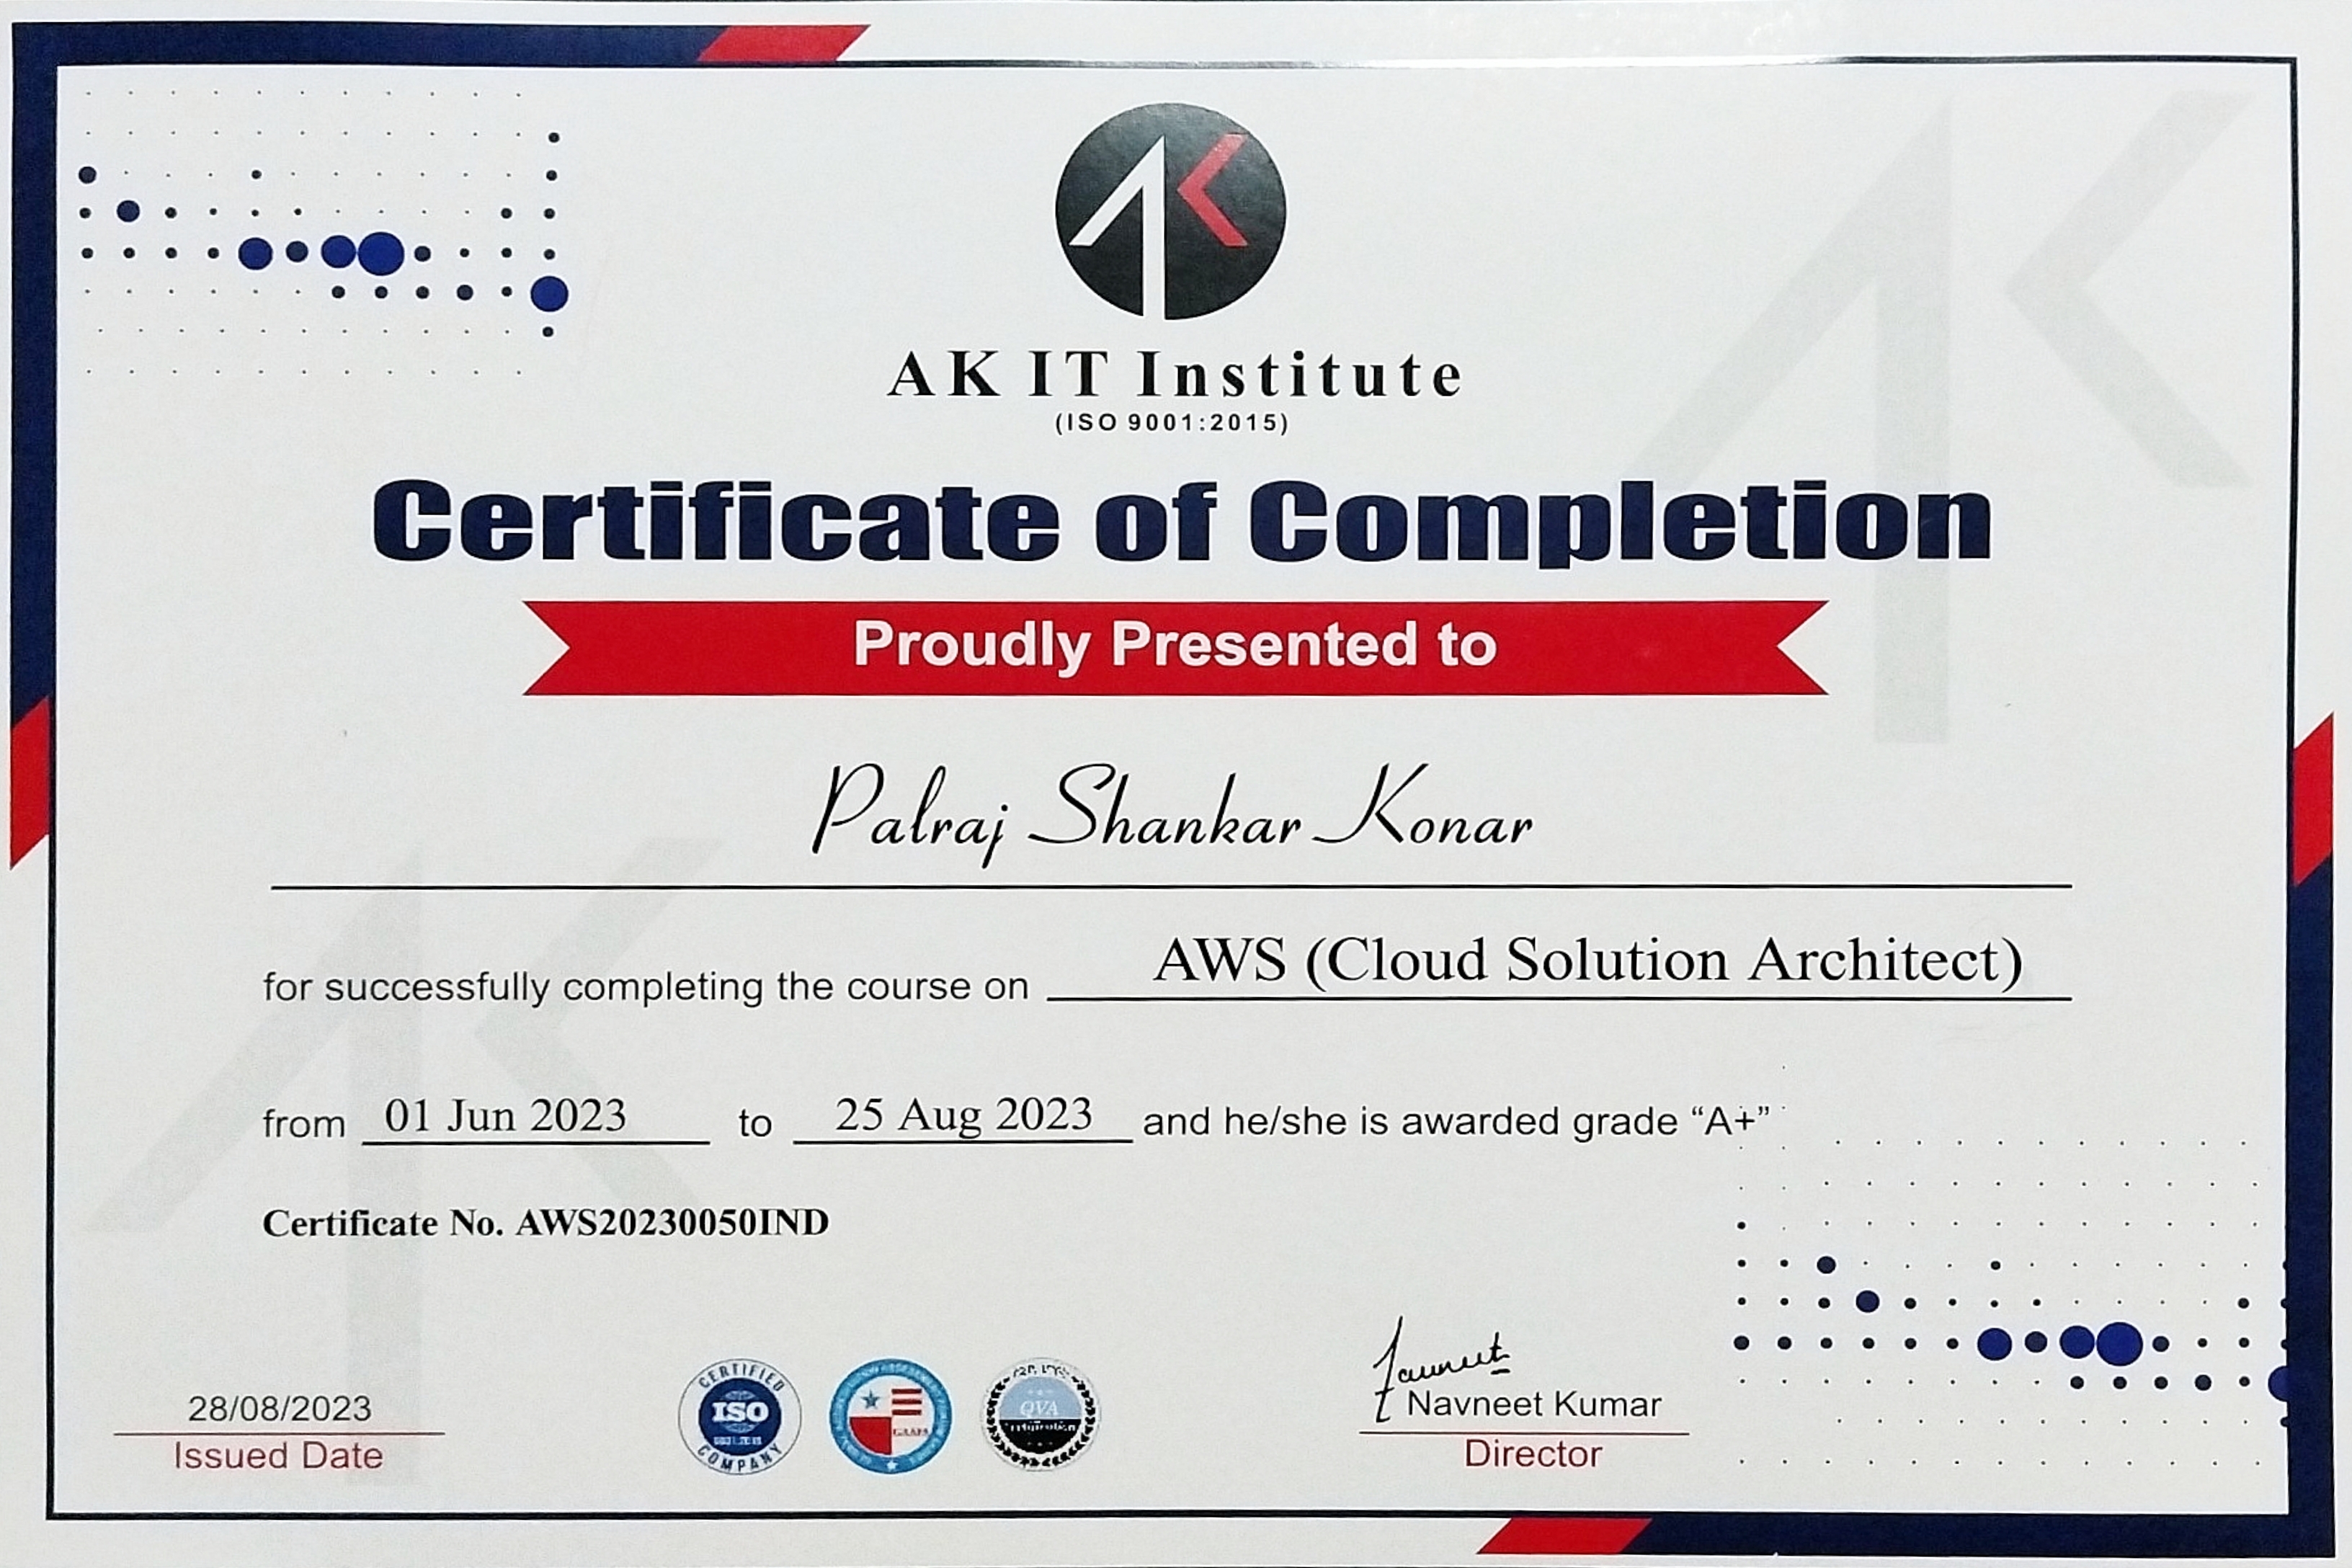 AK
AK IT Institute
(ISO 9001:2015)
Certificate of Completion
Proudly Presented to
Palraj Shankar Konar
for successfully completing the course on AWS (Cloud Solution Architect)
from 01 Jun 2023 to 25 Aug 2023 and he/she is awarded grade “A+”
Certificate No. AWS20230050IND
28/08/2023
Issued Date
CERTIFIED
ISO
COMPANY
QVA
Navneet
Navneet Kumar
Director